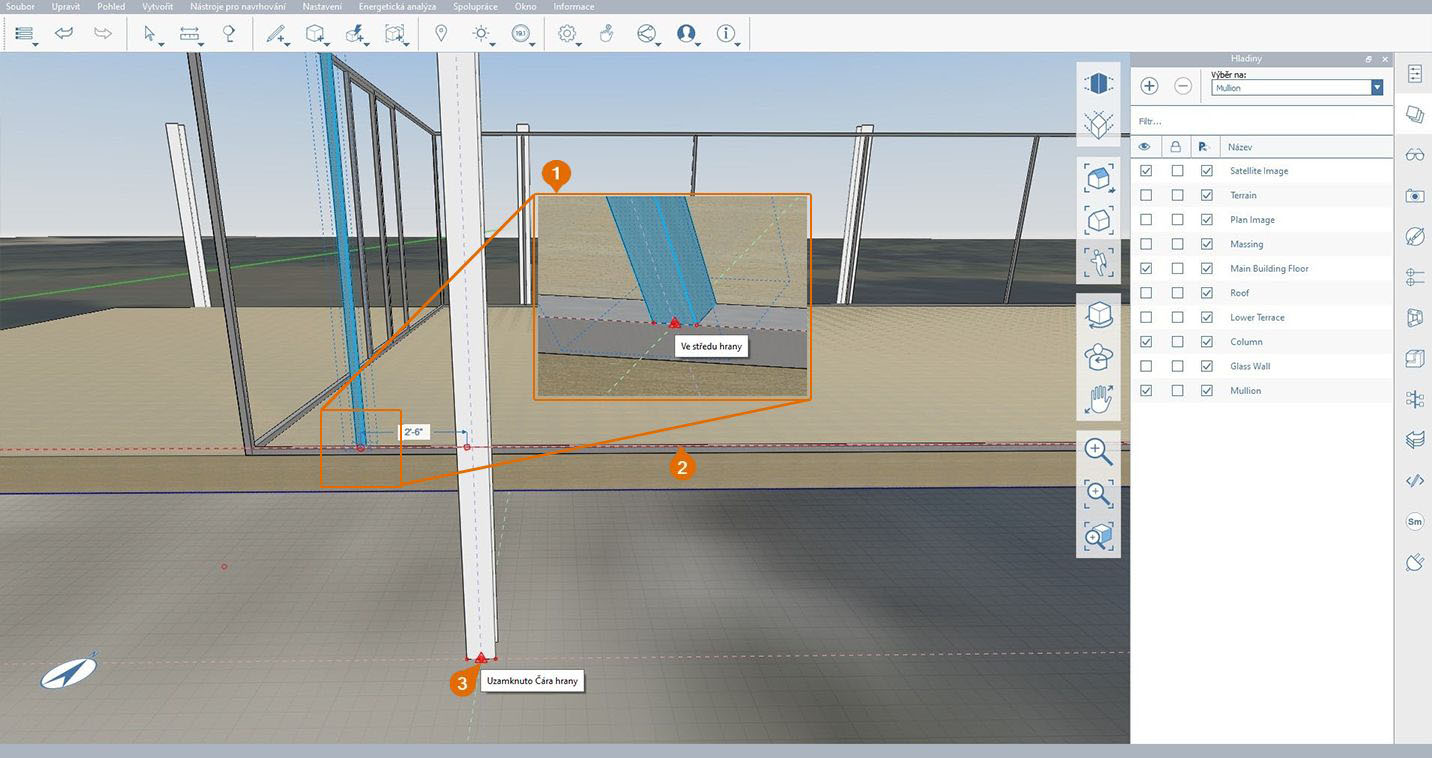 Soubor Upravit Pohled Vytvořit Nástroje pro navrhování Nastavení Energetická analýza Spolupráce Okno Informace
19.1
Hladiny
Výběr na:
Mullion
Filtr...
Název
Satellite Image
Terrain
Plan Image
Massing
Main Building Floor
Roof
Lower Terrace
Column
Glass Wall
Mullion
1
Ve středu hrany
2'-6"
2
3
Uzamknuto Čára hrany
Sm